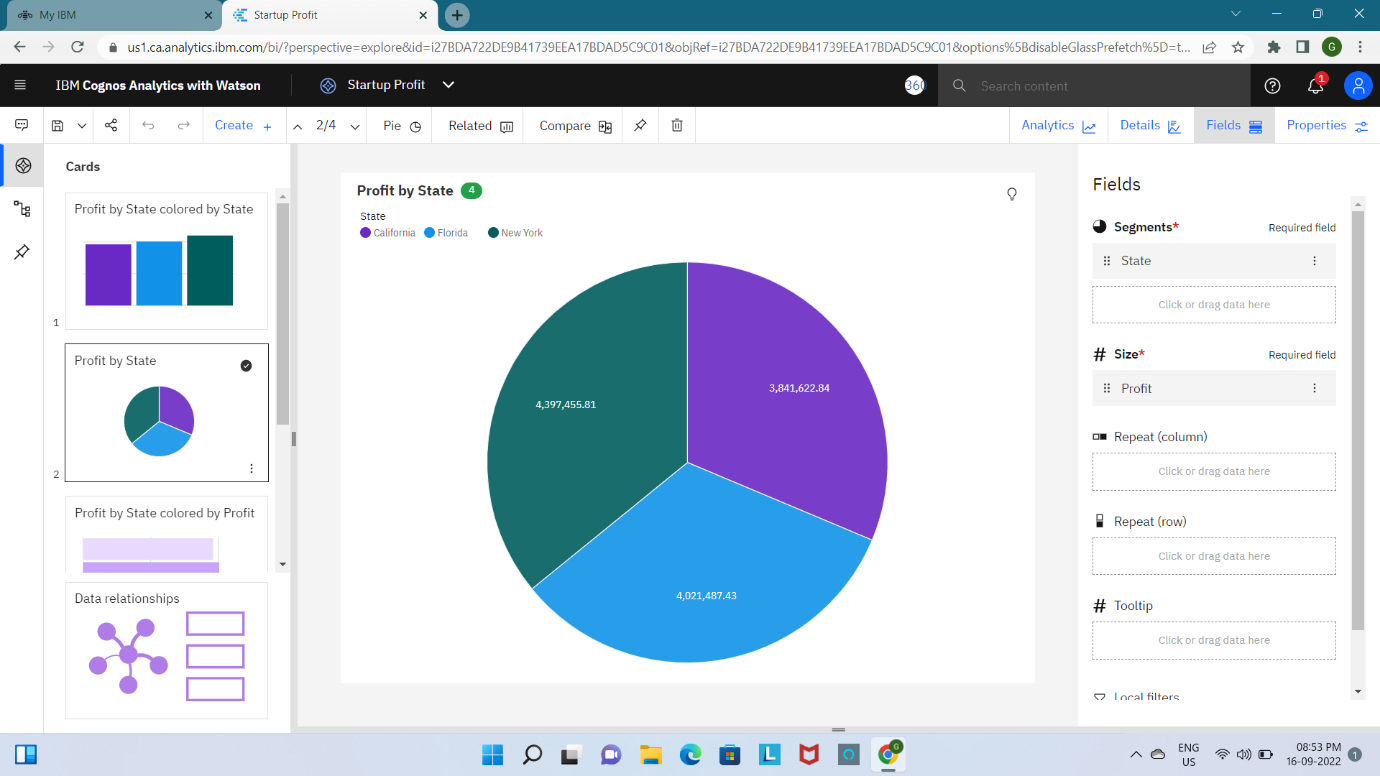 My IBM
Startup Profit
us1.ca.analytics.ibm.com/bi/?perspective=explore&id=i27BDA722DE9B41739EEA17BDAD5C9C01&objRef=i27BDA722DE9B41739EEA17BDAD5C9C01&options%5BdisableGlassPrefetch%5D=t...
G
IBM Cognos Analytics with Watson
Startup Profit
360
Search content
1
Create
2/4
Pie
Related
Compare
Analytics
Details
Fields
Properties
Cards
Profit by State colored by State
1
Profit by State
2
Profit by State colored by Profit
Data relationships
Profit by State 4
State
California
Florida
New York
3,841,622.84
4,397,455.81
4,021,487.43
Fields
Segments*
Required field
State
Click or drag data here
Size*
Required field
Profit
Repeat (column)
Click or drag data here
Repeat (row)
Click or drag data here
Tooltip
Click or drag data here
Local filters
L
G
ENG
US
08:53 PM
16-09-2022
1